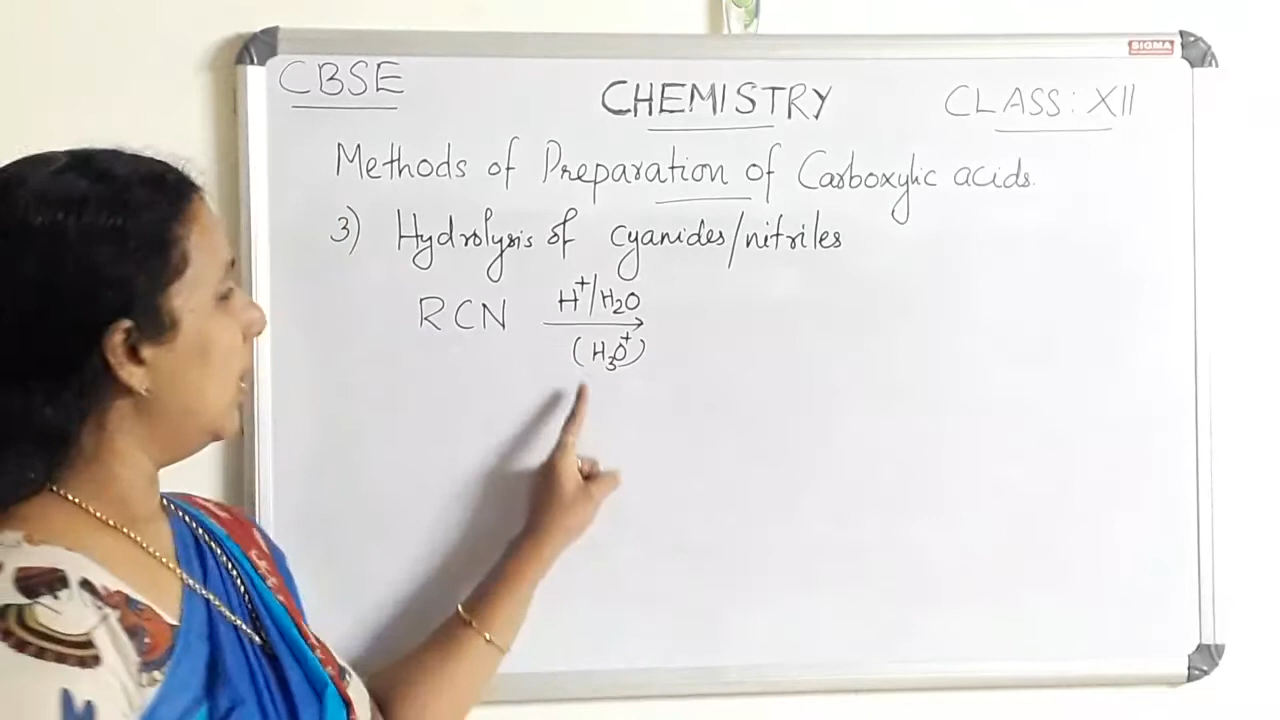 SIGMA
CBSE
CHEMISTRY
CLASS: XII
Methods of Preparation of Carboxylic acids.
3) Hydrolysis of cyanides/nitriles
RCN H⁺/H₂O
(H₃O⁺)